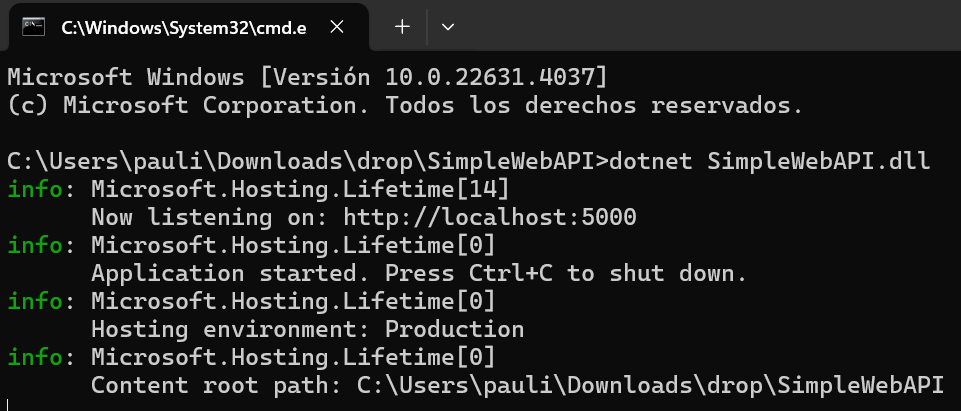 C:\Windows\System32\cmd.e
Microsoft Windows [Versión 10.0.22631.4037]
(c) Microsoft Corporation. Todos los derechos reservados.
C:\Users\pauli\Downloads\drop\SimpleWebAPI>dotnet SimpleWebAPI.dll
info: Microsoft.Hosting.Lifetime[14]
      Now listening on: http://localhost:5000
info: Microsoft.Hosting.Lifetime[0]
      Application started. Press Ctrl+C to shut down.
info: Microsoft.Hosting.Lifetime[0]
      Hosting environment: Production
info: Microsoft.Hosting.Lifetime[0]
      Content root path: C:\Users\pauli\Downloads\drop\SimpleWebAPI